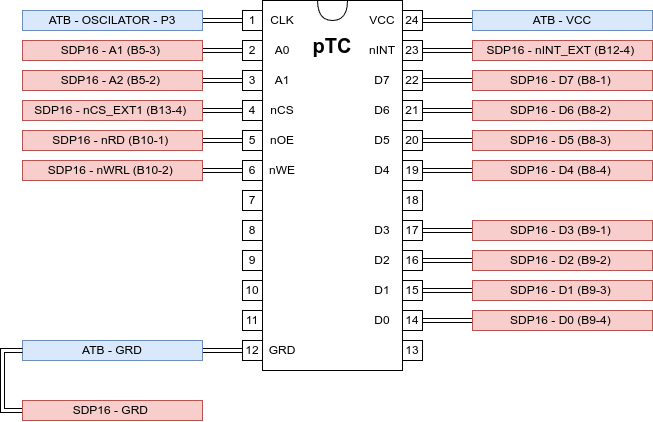 ATB - OSCILATOR - P3 1 CLK VCC 24 ATB - VCC
pTC
SDP16 - A1 (B5-3) 2 A0 nINT 23 SDP16 - nINT_EXT (B12-4)
SDP16 - A2 (B5-2) 3 A1 D7 22 SDP16 - D7 (B8-1)
SDP16 - nCS_EXT1 (B13-4) 4 nCS D6 21 SDP16 - D6 (B8-2)
SDP16 - nRD (B10-1) 5 nOE D5 20 SDP16 - D5 (B8-3)
SDP16 - nWRL (B10-2) 6 nWE D4 19 SDP16 - D4 (B8-4)
7 18
8 D3 17 SDP16 - D3 (B9-1)
9 D2 16 SDP16 - D2 (B9-2)
10 D1 15 SDP16 - D1 (B9-3)
11 D0 14 SDP16 - D0 (B9-4)
ATB - GRD 12 GRD 13
SDP16 - GRD